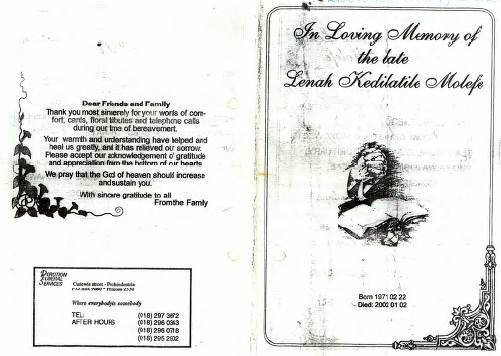 Dear Friends and Family
Thank you most sincerely for your words of com-
fort, cards, floral tibutes and telephone calls
during our time of bereavement.
Your warmth and understanding have helped and
heal us greatly, and it has relieved our sorrow.
Please accept our acknowledgement of gratitude
and appreciation from the bottom of our hearts
We pray that the God of heaven should increase
and sustain you.
With sincere gratitude to all
From the Family
FUNERAL
SERVICES
Where everybody is somebody
TEL:
AFTER HOURS
(018) 297 3672
(018) 296 0343
(018) 296 0718
(018) 295 2602
In Loving Memory of
the late
Lenah Kedilatile Molefe
Born 1971 02 22
Died: 2002 01 02